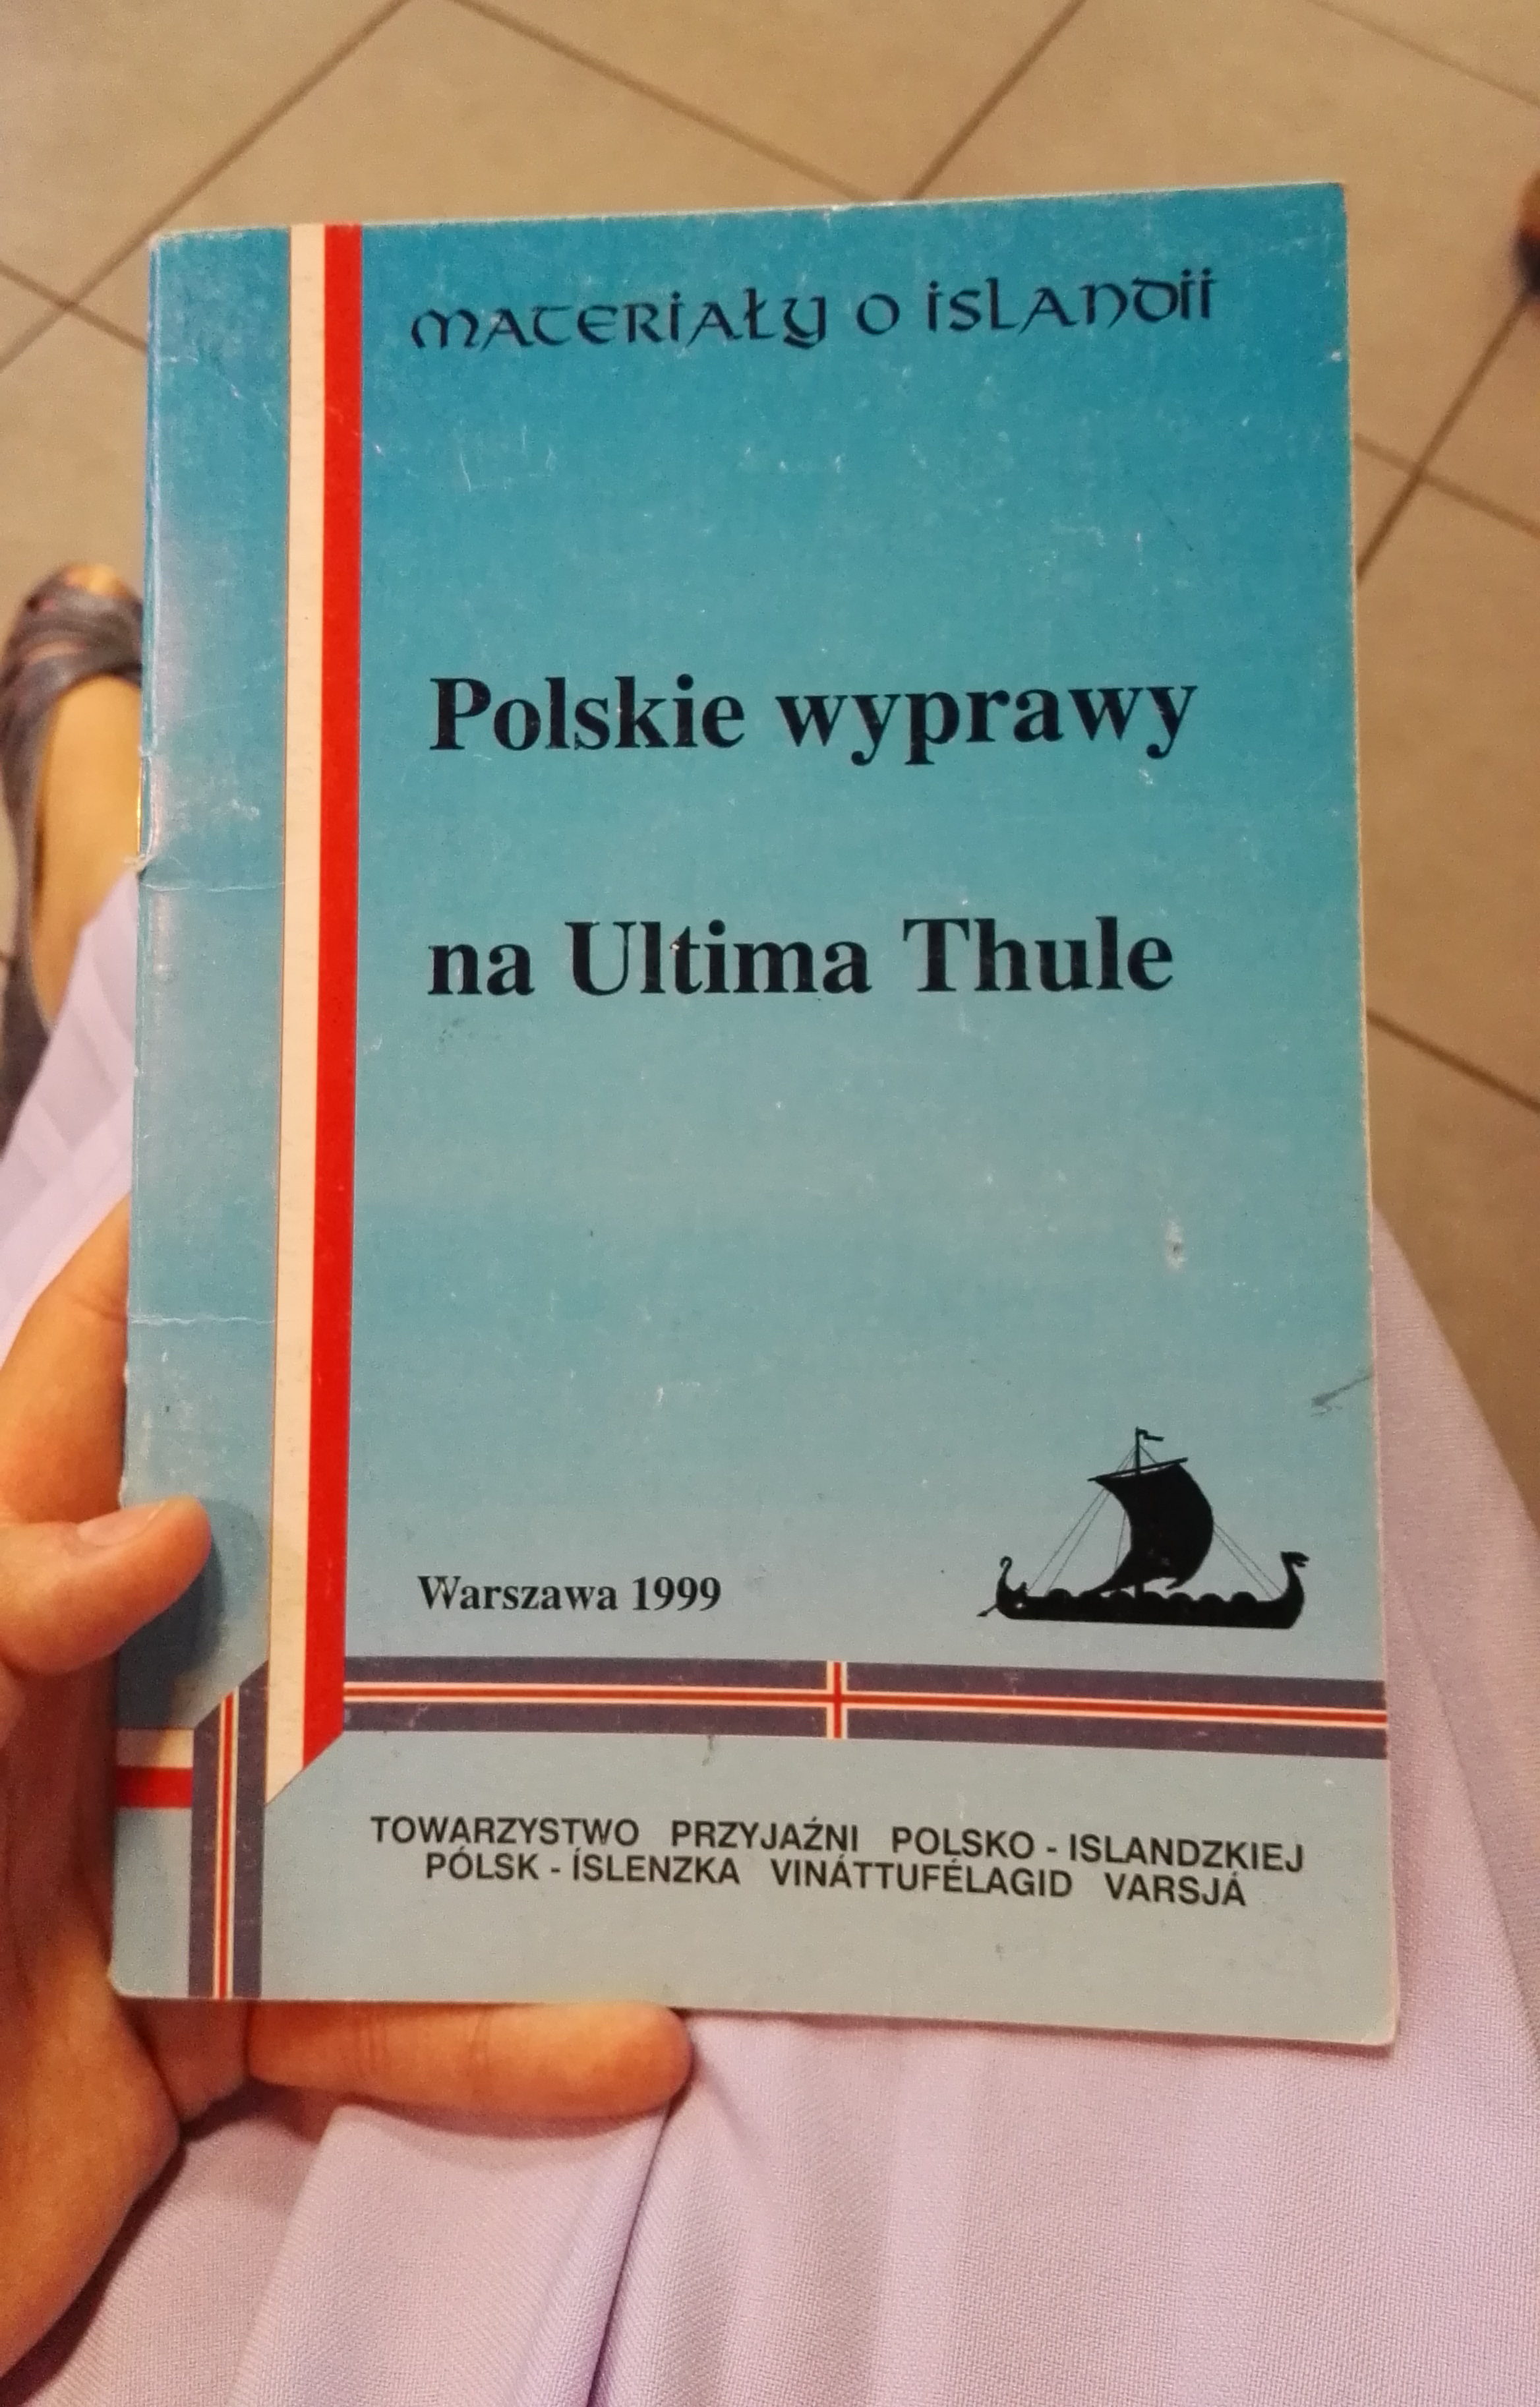 MATERIAŁY O ISLANDII
Polskie wyprawy
na Ultima Thule
Warszawa 1999
TOWARZYSTWO PRZYJAŹNI POLSKO - ISLANDZKIEJ
PÓLSK - ÍSLENZKA VINÁTTUFÉLAGID VARSJÁ